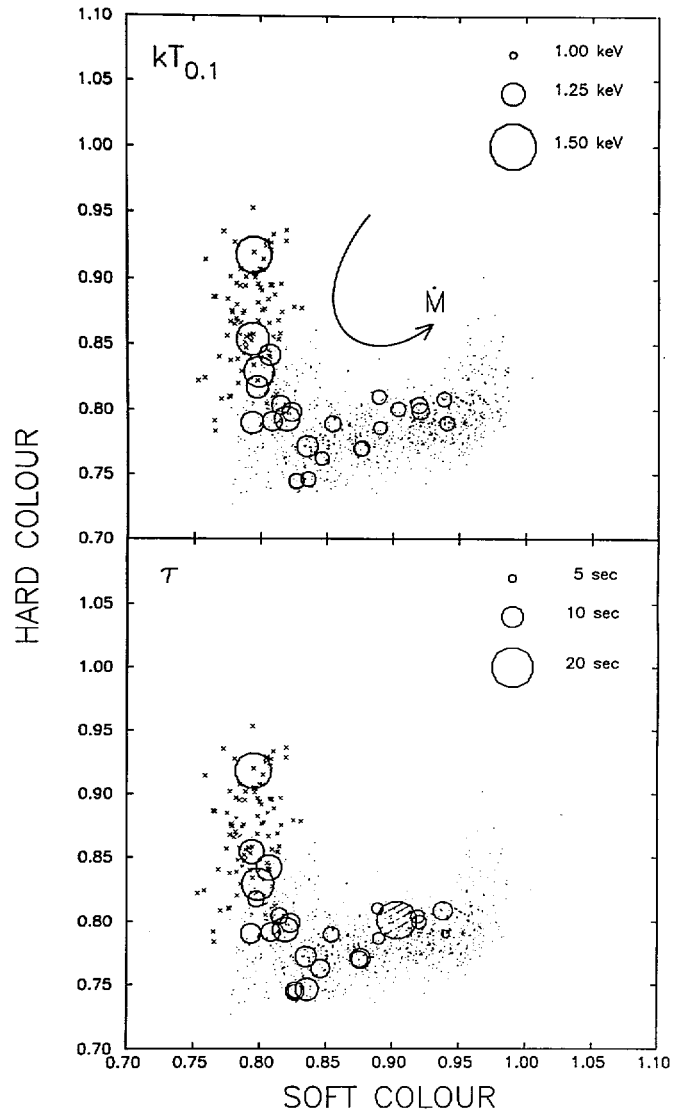 1.10
1.05
1.00
0.95
0.90
0.85
0.80
0.75
0.70
kT0.1
1.00 keV
1.25 keV
1.50 keV
Ṁ
HARD COLOUR
1.05
1.00
0.95
0.90
0.85
0.80
0.75
0.70
τ
5 sec
10 sec
20 sec
0.70 0.75 0.80 0.85 0.90 0.95 1.00 1.05 1.10
SOFT COLOUR